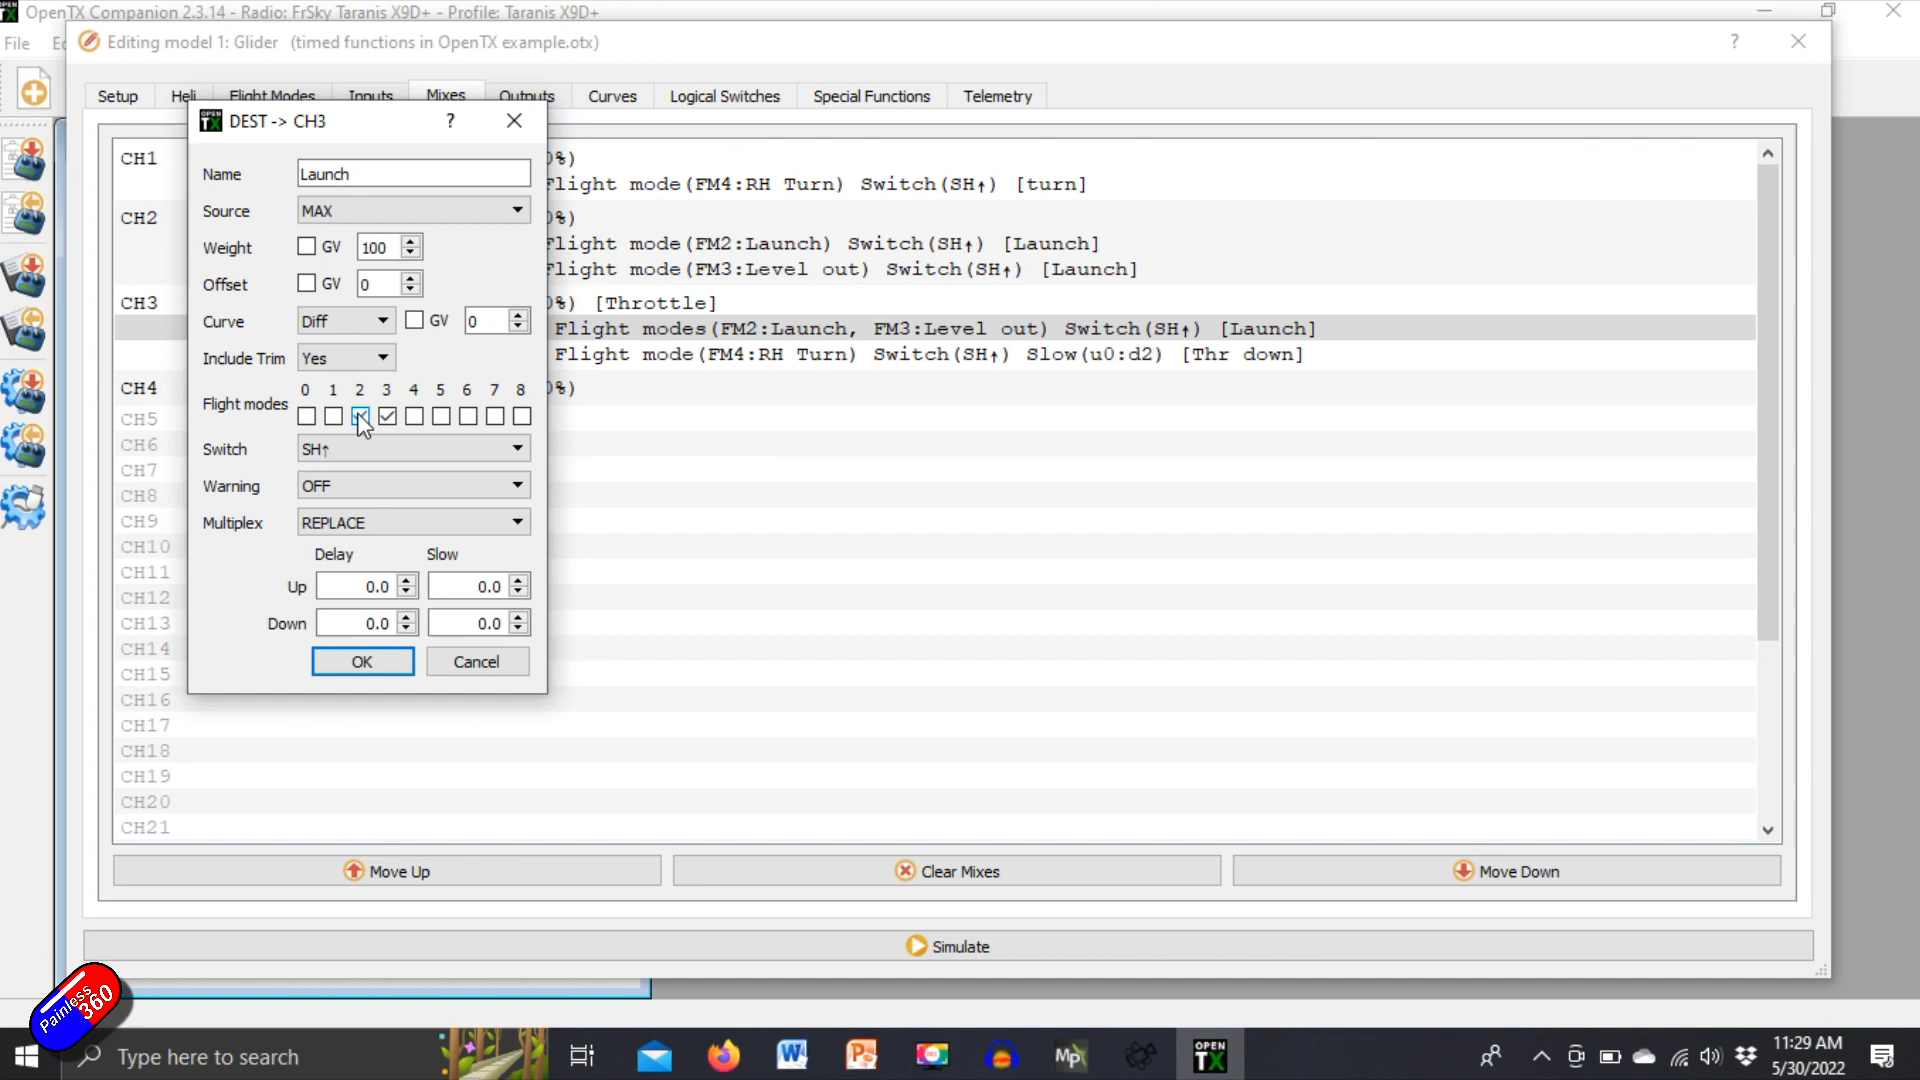 OpenTX Companion 2.3.14 - Radio: FrSky Taranis X9D+ - Profile: Taranis X9D+
File
Editing model 1: Glider (timed functions in OpenTX example.otx)
?
Setup Heli Flight Modes Inputs Mixes Outputs Curves Logical Switches Special Functions Telemetry
OPEN TX DEST -> CH3 ?
Name Launch
Source MAX
Weight GV 100
Offset GV 0
Curve Diff GV 0
Include Trim Yes
0 1 2 3 4 5 6 7 8
Flight modes
Switch SH↑
Warning OFF
Multiplex REPLACE
Delay Slow
Up 0.0 0.0
Down 0.0 0.0
OK Cancel
CH1 %)
Flight mode(FM4:RH Turn) Switch(SH↑) [turn]
CH2 %)
Flight mode(FM2:Launch) Switch(SH↑) [Launch]
Flight mode(FM3:Level out) Switch(SH↑) [Launch]
CH3 %) [Throttle]
Flight modes(FM2:Launch, FM3:Level out) Switch(SH↑) [Launch]
Flight mode(FM4:RH Turn) Switch(SH↑) Slow(u0:d2) [Thr down]
CH4 %)
CH5
CH6
CH7
CH8
CH9
CH10
CH11
CH12
CH13
CH14
CH15
CH16
CH17
CH18
CH19
CH20
CH21
Move Up Clear Mixes Move Down
Simulate
Painless 360
Type here to search
Mp
OPEN TX
11:29 AM
5/30/2022